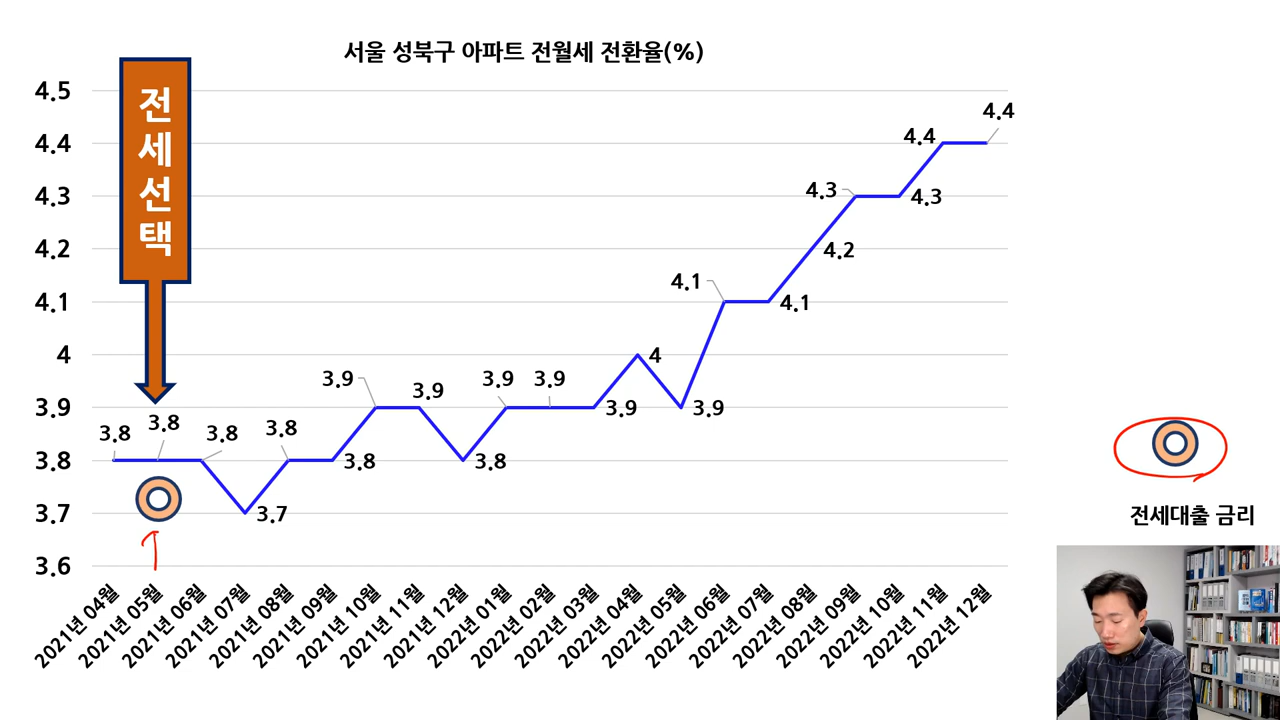 서울 성북구 아파트 전월세 전환율(%)
전
세
선
택
4.5
4.4
4.3
4.2
4.1
4
3.9
3.8
3.7
3.6
3.8
3.8
3.8
3.7
3.8
3.8
3.9
3.9
3.8
3.9
3.9
3.9
4
3.9
4.1
4.1
4.2
4.3
4.3
4.4
4.4
2021년 04월
2021년 05월
2021년 06월
2021년 07월
2021년 08월
2021년 09월
2021년 10월
2021년 11월
2021년 12월
2022년 01월
2022년 02월
2022년 03월
2022년 04월
2022년 05월
2022년 06월
2022년 07월
2022년 08월
2022년 09월
2022년 10월
2022년 11월
2022년 12월
전세대출 금리